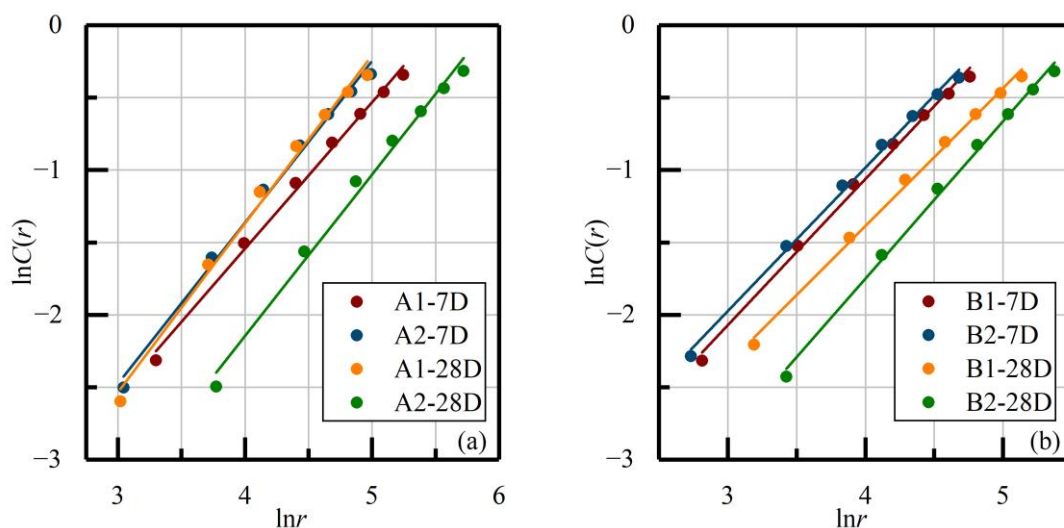 0
−1
−2
−3
lnC(r)
3
4
5
6
lnr
A1-7D
A2-7D
A1-28D
A2-28D
(a)
0
−1
−2
−3
lnC(r)
3
4
5
lnr
B1-7D
B2-7D
B1-28D
B2-28D
(b)